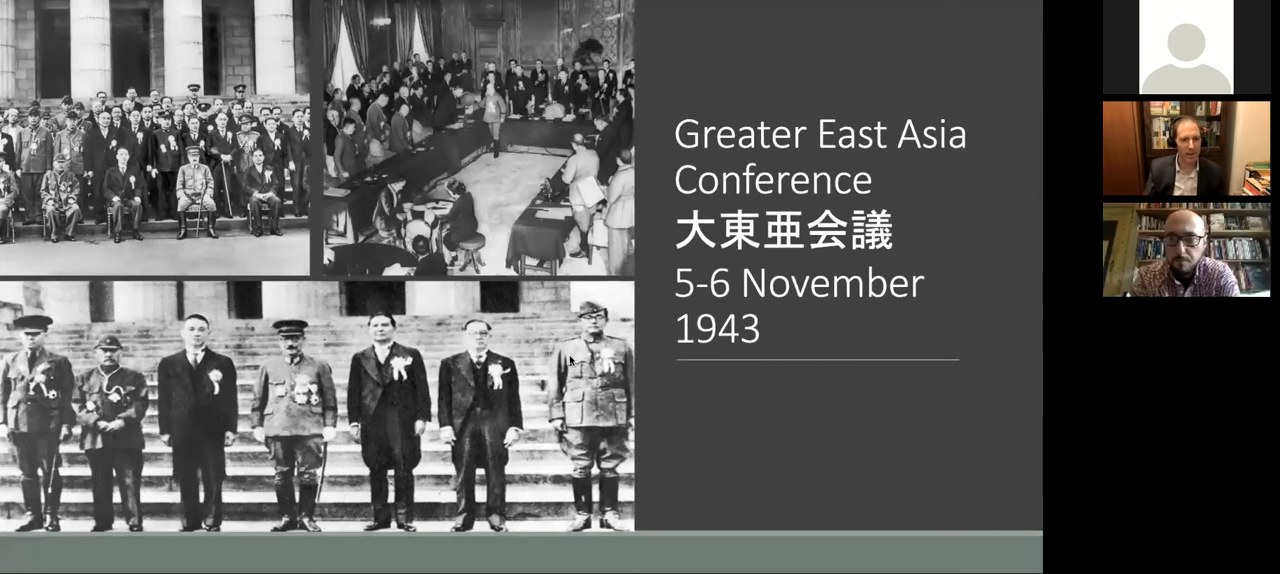 Greater East Asia
Conference
大東亜会議
5-6 November
1943